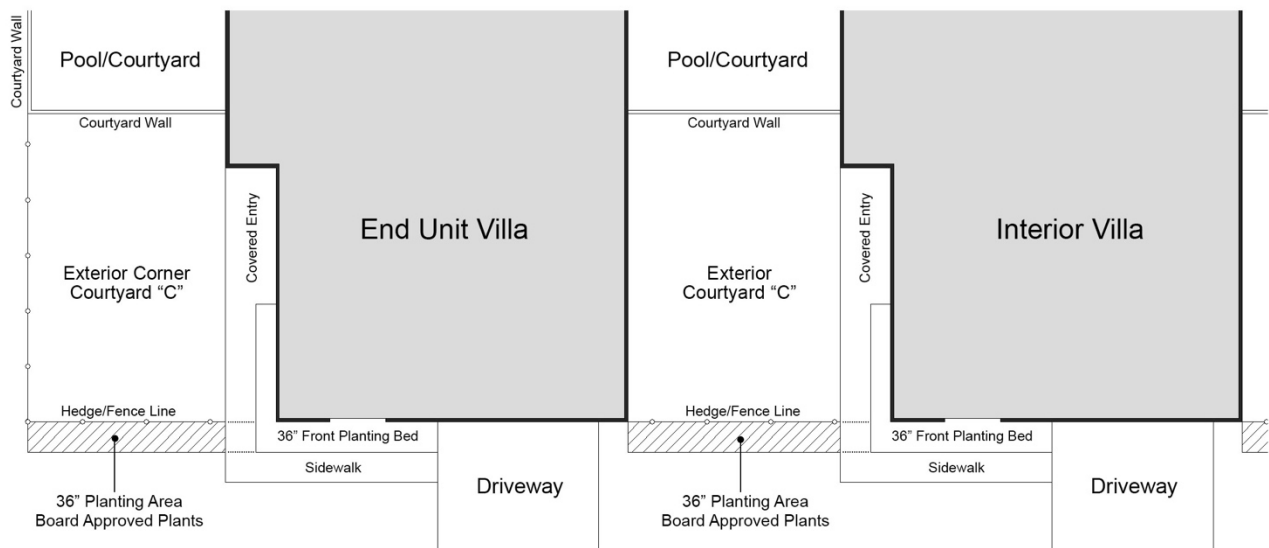 Courtyard Wall
Pool/Courtyard
Courtyard Wall
Pool/Courtyard
Courtyard Wall
Covered Entry
End Unit Villa
Covered Entry
Interior Villa
Exterior Corner
Courtyard “C”
Exterior
Courtyard “C”
Hedge/Fence Line
Hedge/Fence Line
36” Front Planting Bed
36” Front Planting Bed
Sidewalk
Sidewalk
Driveway
Driveway
36” Planting Area
Board Approved Plants
36” Planting Area
Board Approved Plants